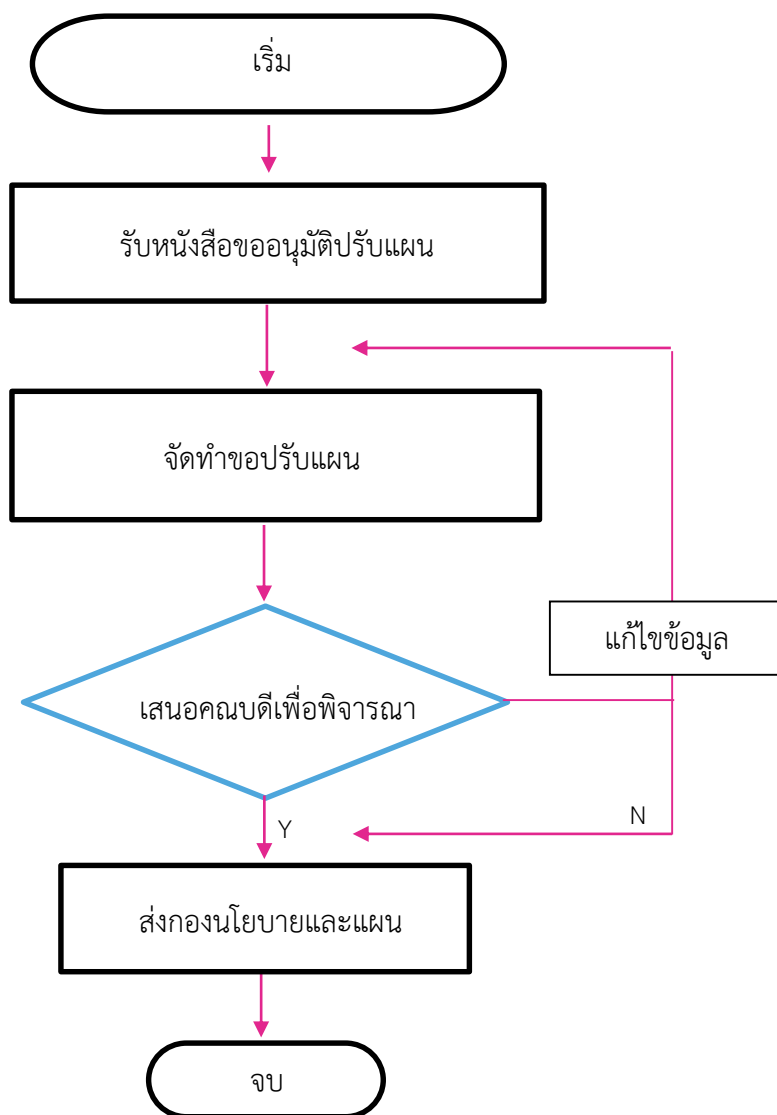 เริ่ม
รับหนังสือขออนุมัติปรับแผน
จัดทำขอปรับแผน
แก้ไขข้อมูล
เสนอคณบดีเพื่อพิจารณา
Y
N
ส่งกองนโยบายและแผน
จบ